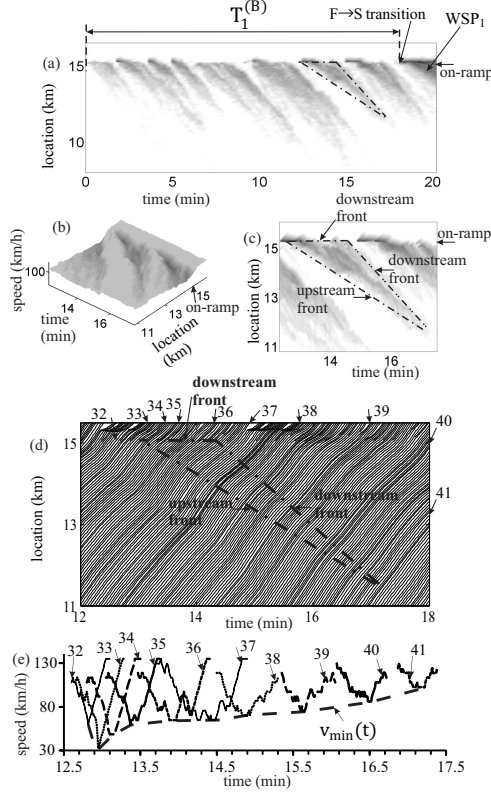 T₁⁽ᴮ⁾
F→S transition
WSP₁
(a)
15
10
location (km)
on-ramp
0 5 10 15 20
time (min)
(b)
speed (km/h)
100
14
16
time (min)
11
13
15
on-ramp
location (km)
(c)
downstream front
on-ramp
15
13
11
location (km)
downstream front
upstream front
14 16
time (min)
downstream front
32 33 34 35 36 37 38 39
40
41
(d)
15
13
11
location (km)
upstream front
downstream front
12 14 16 18
time (min)
(e)
32 33 34 35 36 37 38 39 40 41
130
80
30
speed (km/h)
v_min(t)
12.5 13.5 14.5 15.5 16.5 17.5
time (min)